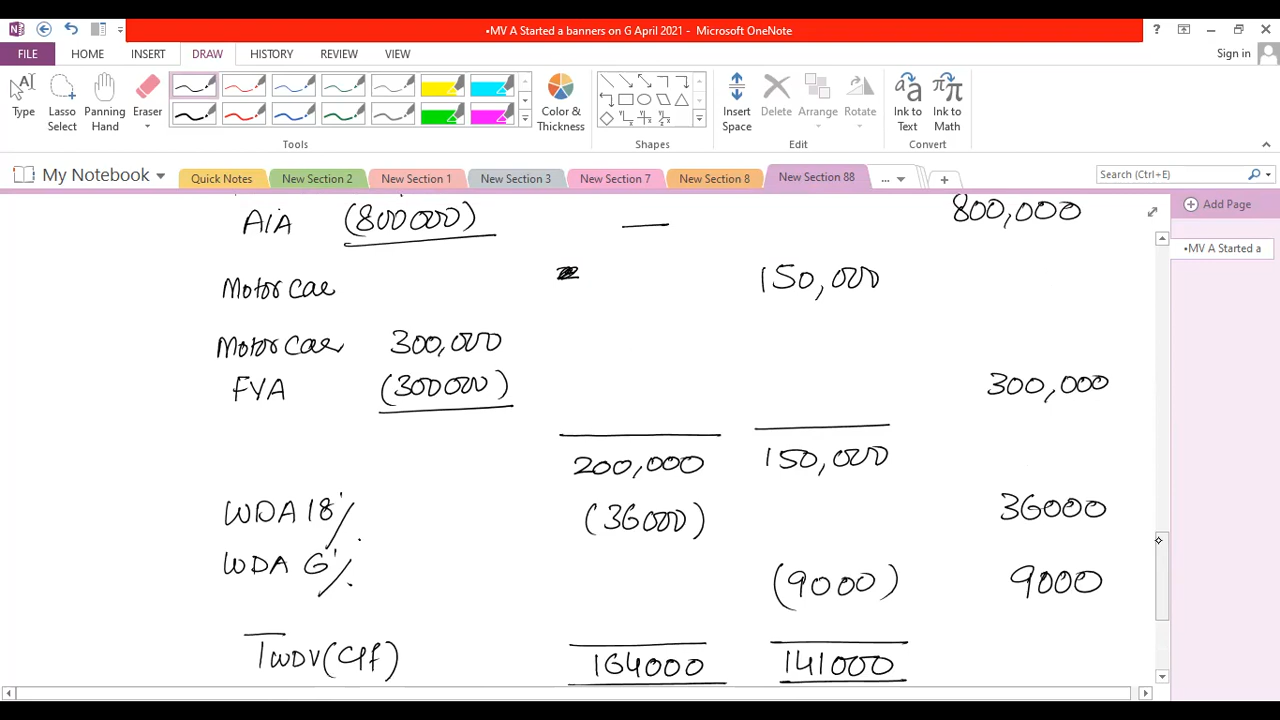 •MV A Started a banners on G April 2021 - Microsoft OneNote
FILE HOME INSERT DRAW HISTORY REVIEW VIEW Sign in
Type Lasso Select Panning Hand Eraser Color & Thickness Insert Space Delete Arrange Rotate Ink to Text Ink to Math
Tools Shapes Edit Convert
My Notebook Quick Notes New Section 2 New Section 1 New Section 3 New Section 7 New Section 8 New Section 88 ... Search (Ctrl+E)
Add Page
•MV A Started a
AIA (800000) — 800,000
Motor car 150,000
Motor car 300,000
FYA (300000) 300,000
200,000 150,000
WDA 18% (36000) 36000
WDA 6% (9000) 9000
TWDV (C/f) 164000 141000